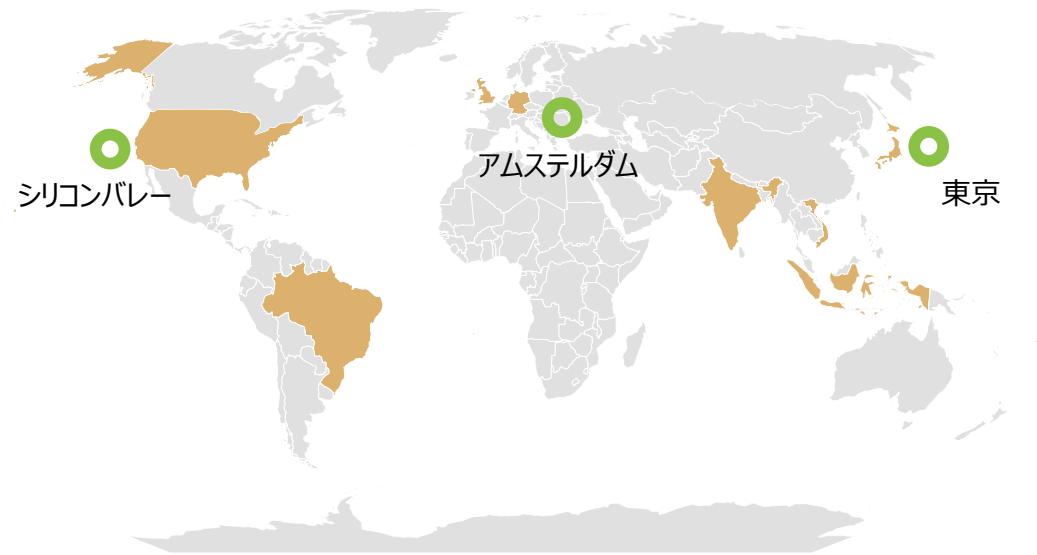 シリコンバレー
アムステルダム
東京